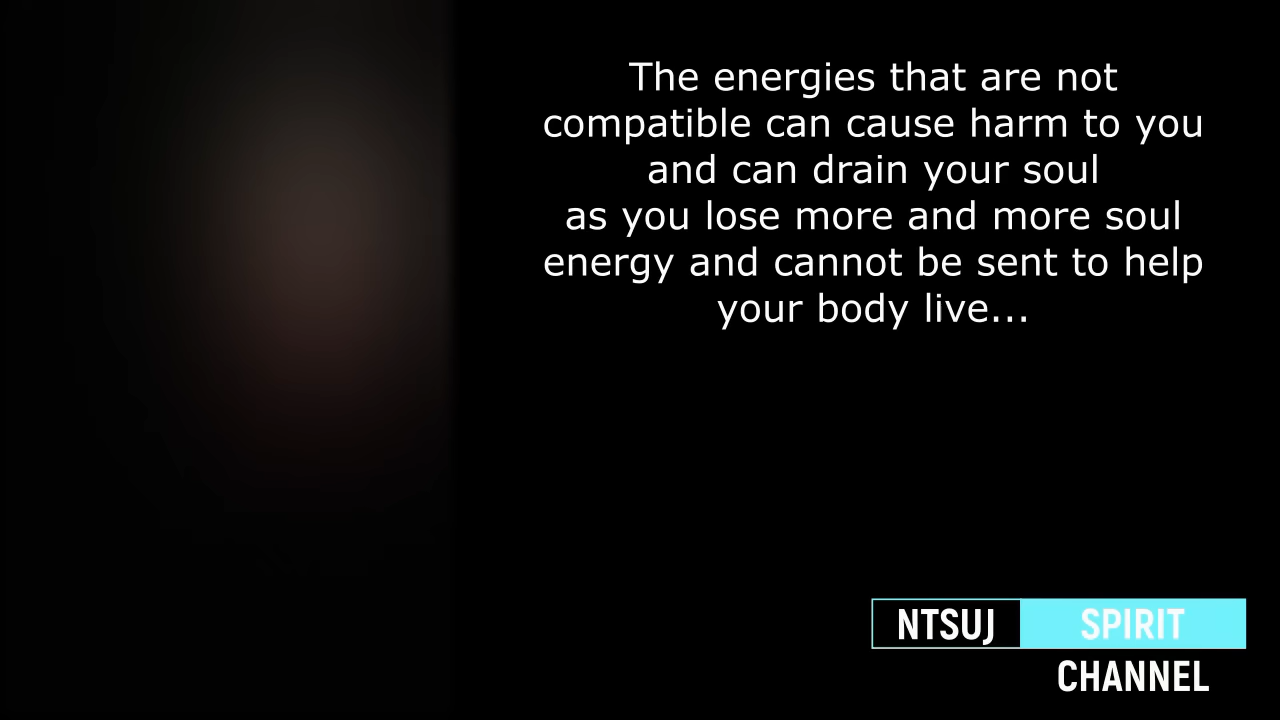 The energies that are not
compatible can cause harm to you
and can drain your soul
as you lose more and more soul
energy and cannot be sent to help
your body live...
NTSUJ SPIRIT
CHANNEL